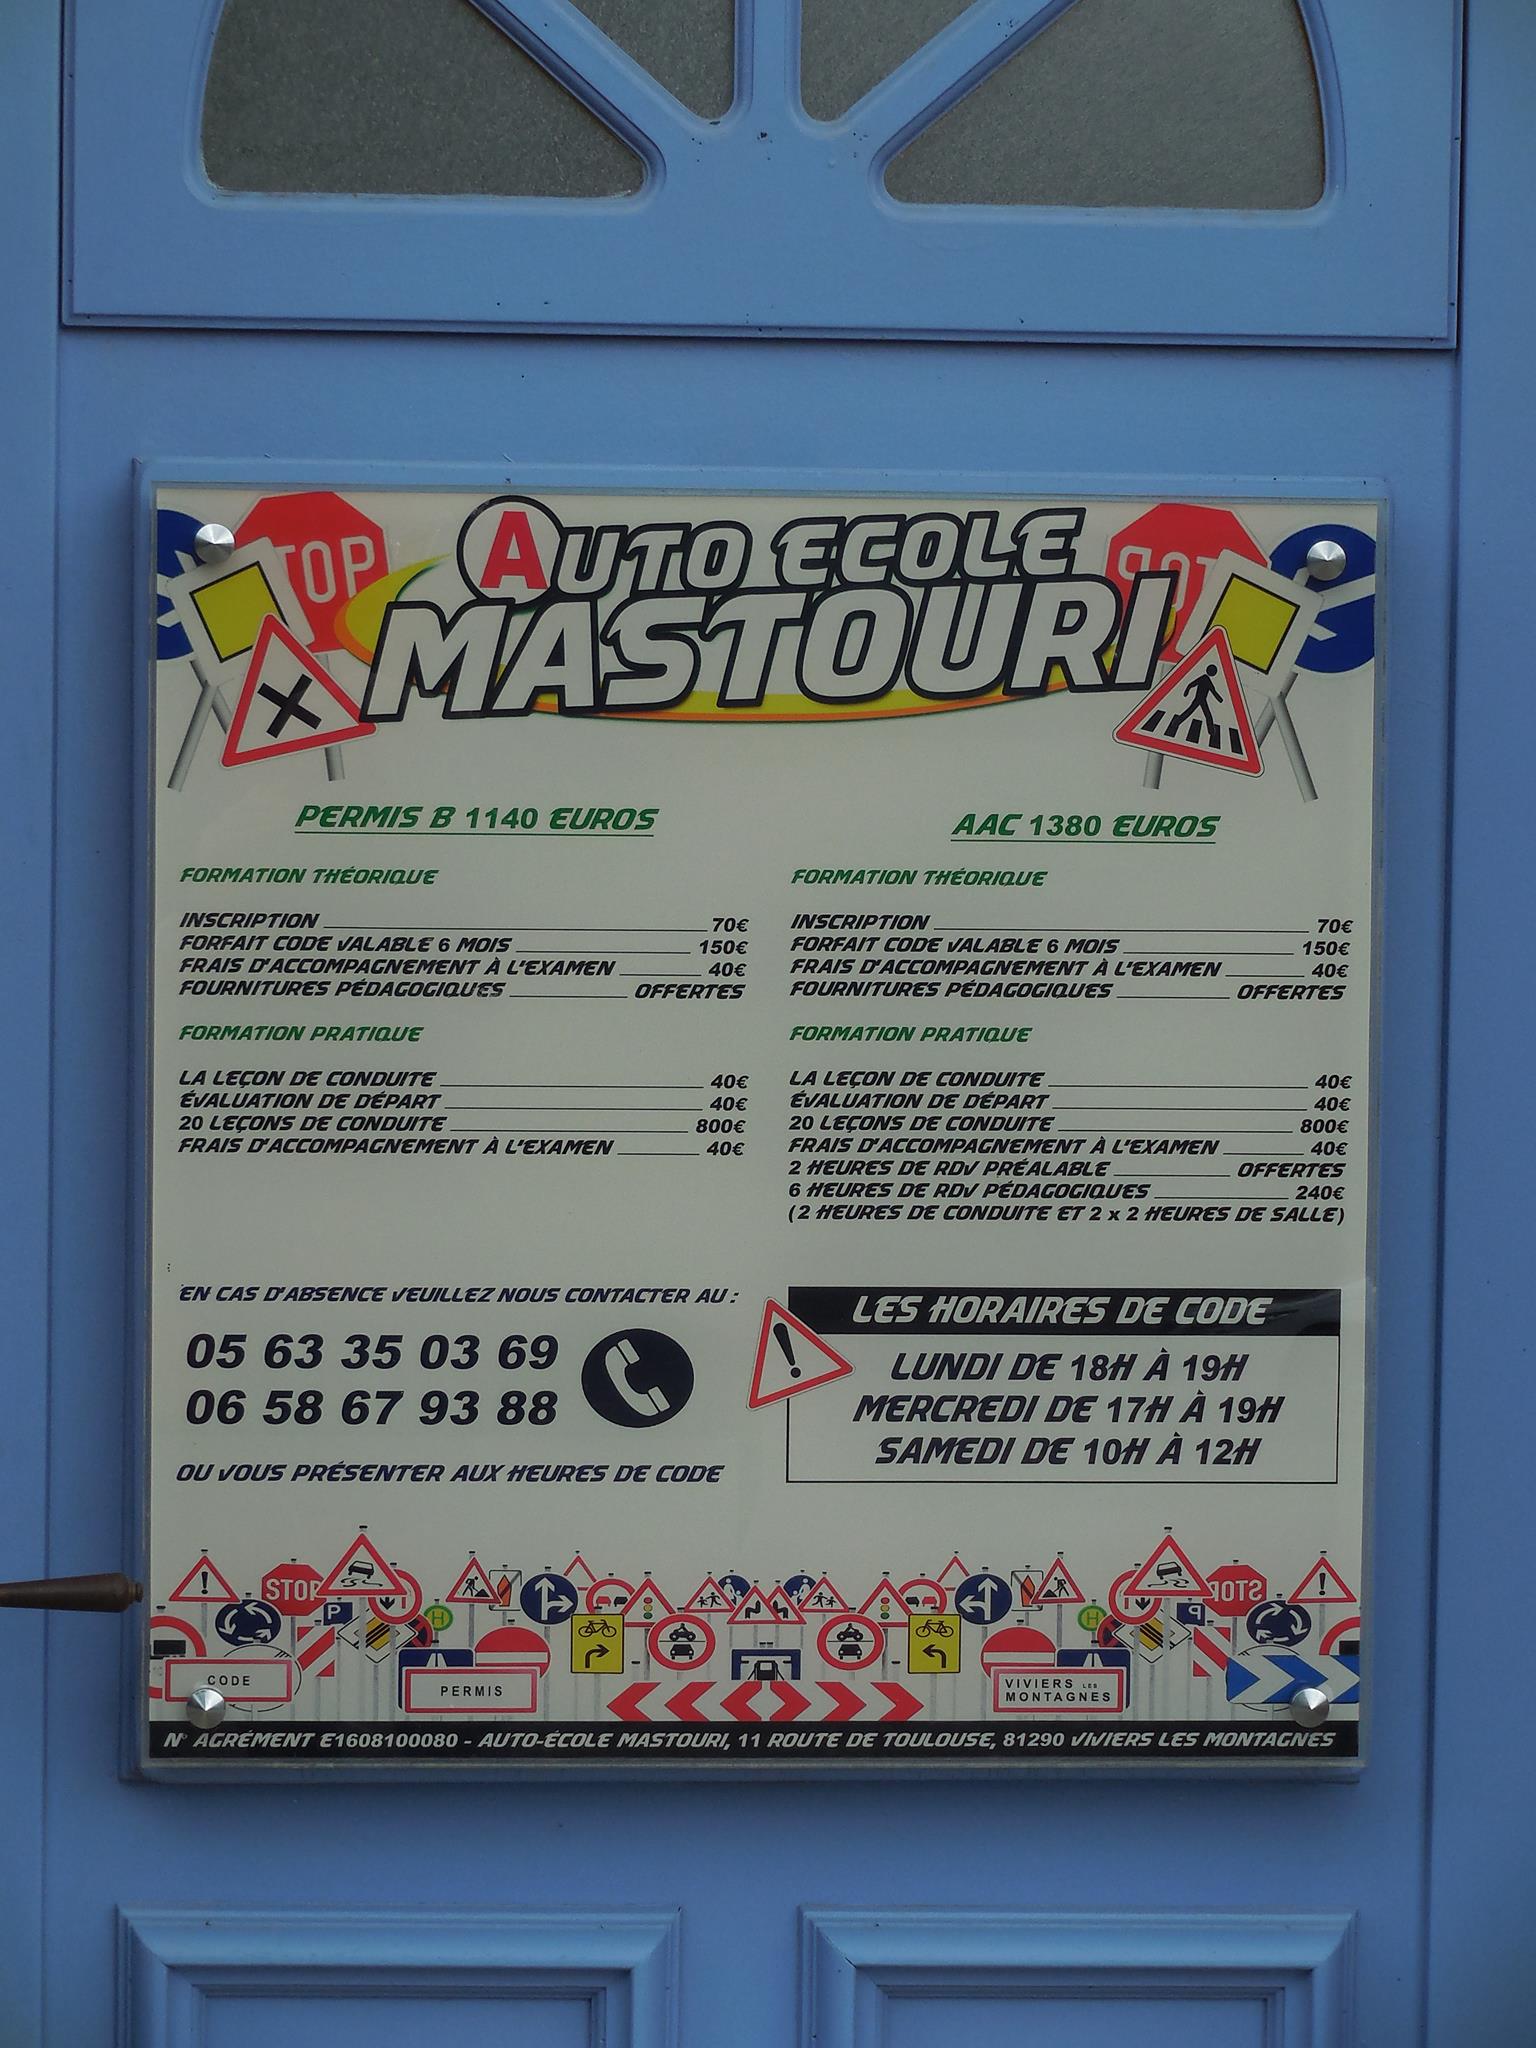 STOP
AUTO ECOLE
MASTOURI
STOP
PERMIS B 1140 EUROS
FORMATION THÉORIQUE
INSCRIPTION 70€
FORFAIT CODE VALABLE 6 MOIS 150€
FRAIS D'ACCOMPAGNEMENT À L'EXAMEN 40€
FOURNITURES PÉDAGOGIQUES OFFERTES
FORMATION PRATIQUE
LA LEÇON DE CONDUITE 40€
ÉVALUATION DE DÉPART 40€
20 LEÇONS DE CONDUITE 800€
FRAIS D'ACCOMPAGNEMENT À L'EXAMEN 40€
AAC 1380 EUROS
FORMATION THÉORIQUE
INSCRIPTION 70€
FORFAIT CODE VALABLE 6 MOIS 150€
FRAIS D'ACCOMPAGNEMENT À L'EXAMEN 40€
FOURNITURES PÉDAGOGIQUES OFFERTES
FORMATION PRATIQUE
LA LEÇON DE CONDUITE 40€
ÉVALUATION DE DÉPART 40€
20 LEÇONS DE CONDUITE 800€
FRAIS D'ACCOMPAGNEMENT À L'EXAMEN 40€
2 HEURES DE RDV PRÉALABLE OFFERTES
6 HEURES DE RDV PÉDAGOGIQUES 240€
(2 HEURES DE CONDUITE ET 2 x 2 HEURES DE SALLE)
EN CAS D'ABSENCE VEUILLEZ NOUS CONTACTER AU :
05 63 35 03 69
06 58 67 93 88
OU VOUS PRÉSENTER AUX HEURES DE CODE
LES HORAIRES DE CODE
LUNDI DE 18H À 19H
MERCREDI DE 17H À 19H
SAMEDI DE 10H À 12H
STOP
P
H
H
P
STOP
CODE
PERMIS
VIVIERS LES
MONTAGNES
N° AGRÉMENT E1608100080 - AUTO-ÉCOLE MASTOURI, 11 ROUTE DE TOULOUSE, 81290 VIVIERS LES MONTAGNES